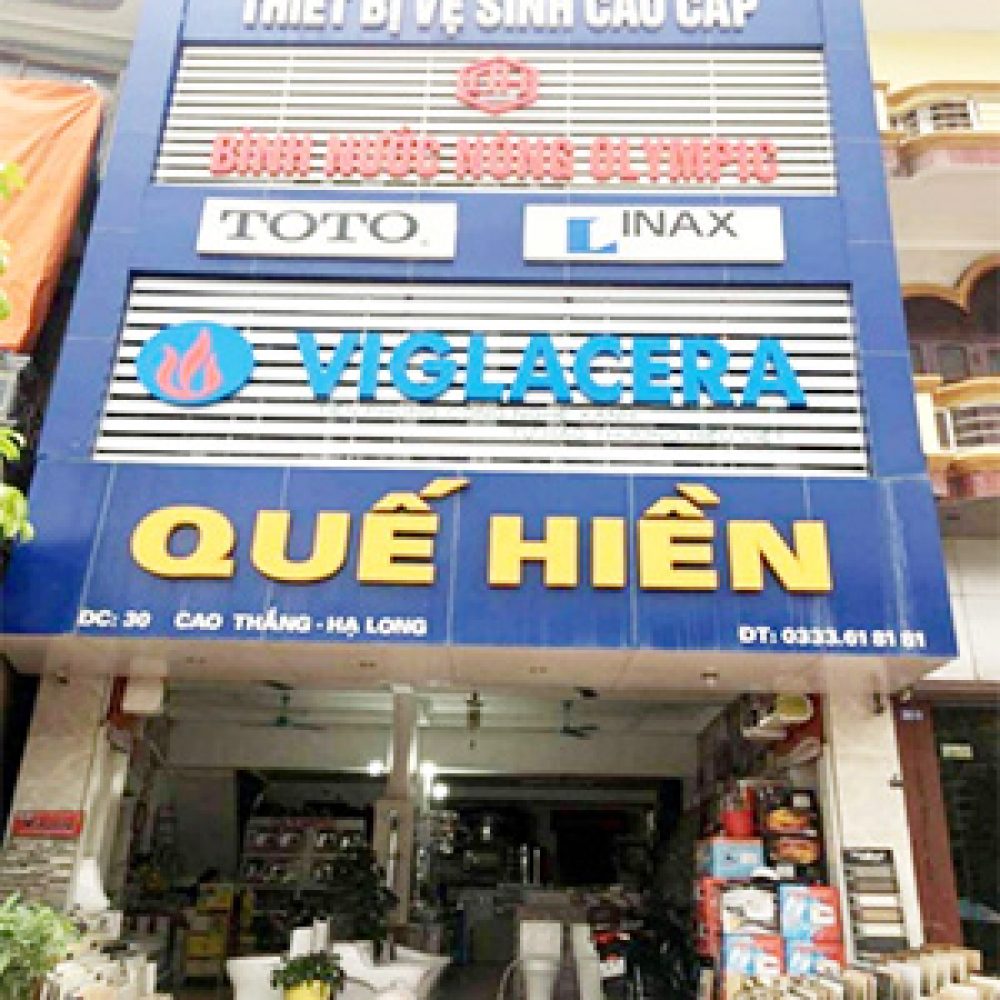 THIẾT BỊ VỆ SINH CAO CẤP
BÌNH NƯỚC NÓNG OLYMPIC
TOTO
INAX
VIGLACERA
QUẾ HIỀN
ĐC: 30 CAO THẮNG - HẠ LONG
ĐT: 0333.61 81 81